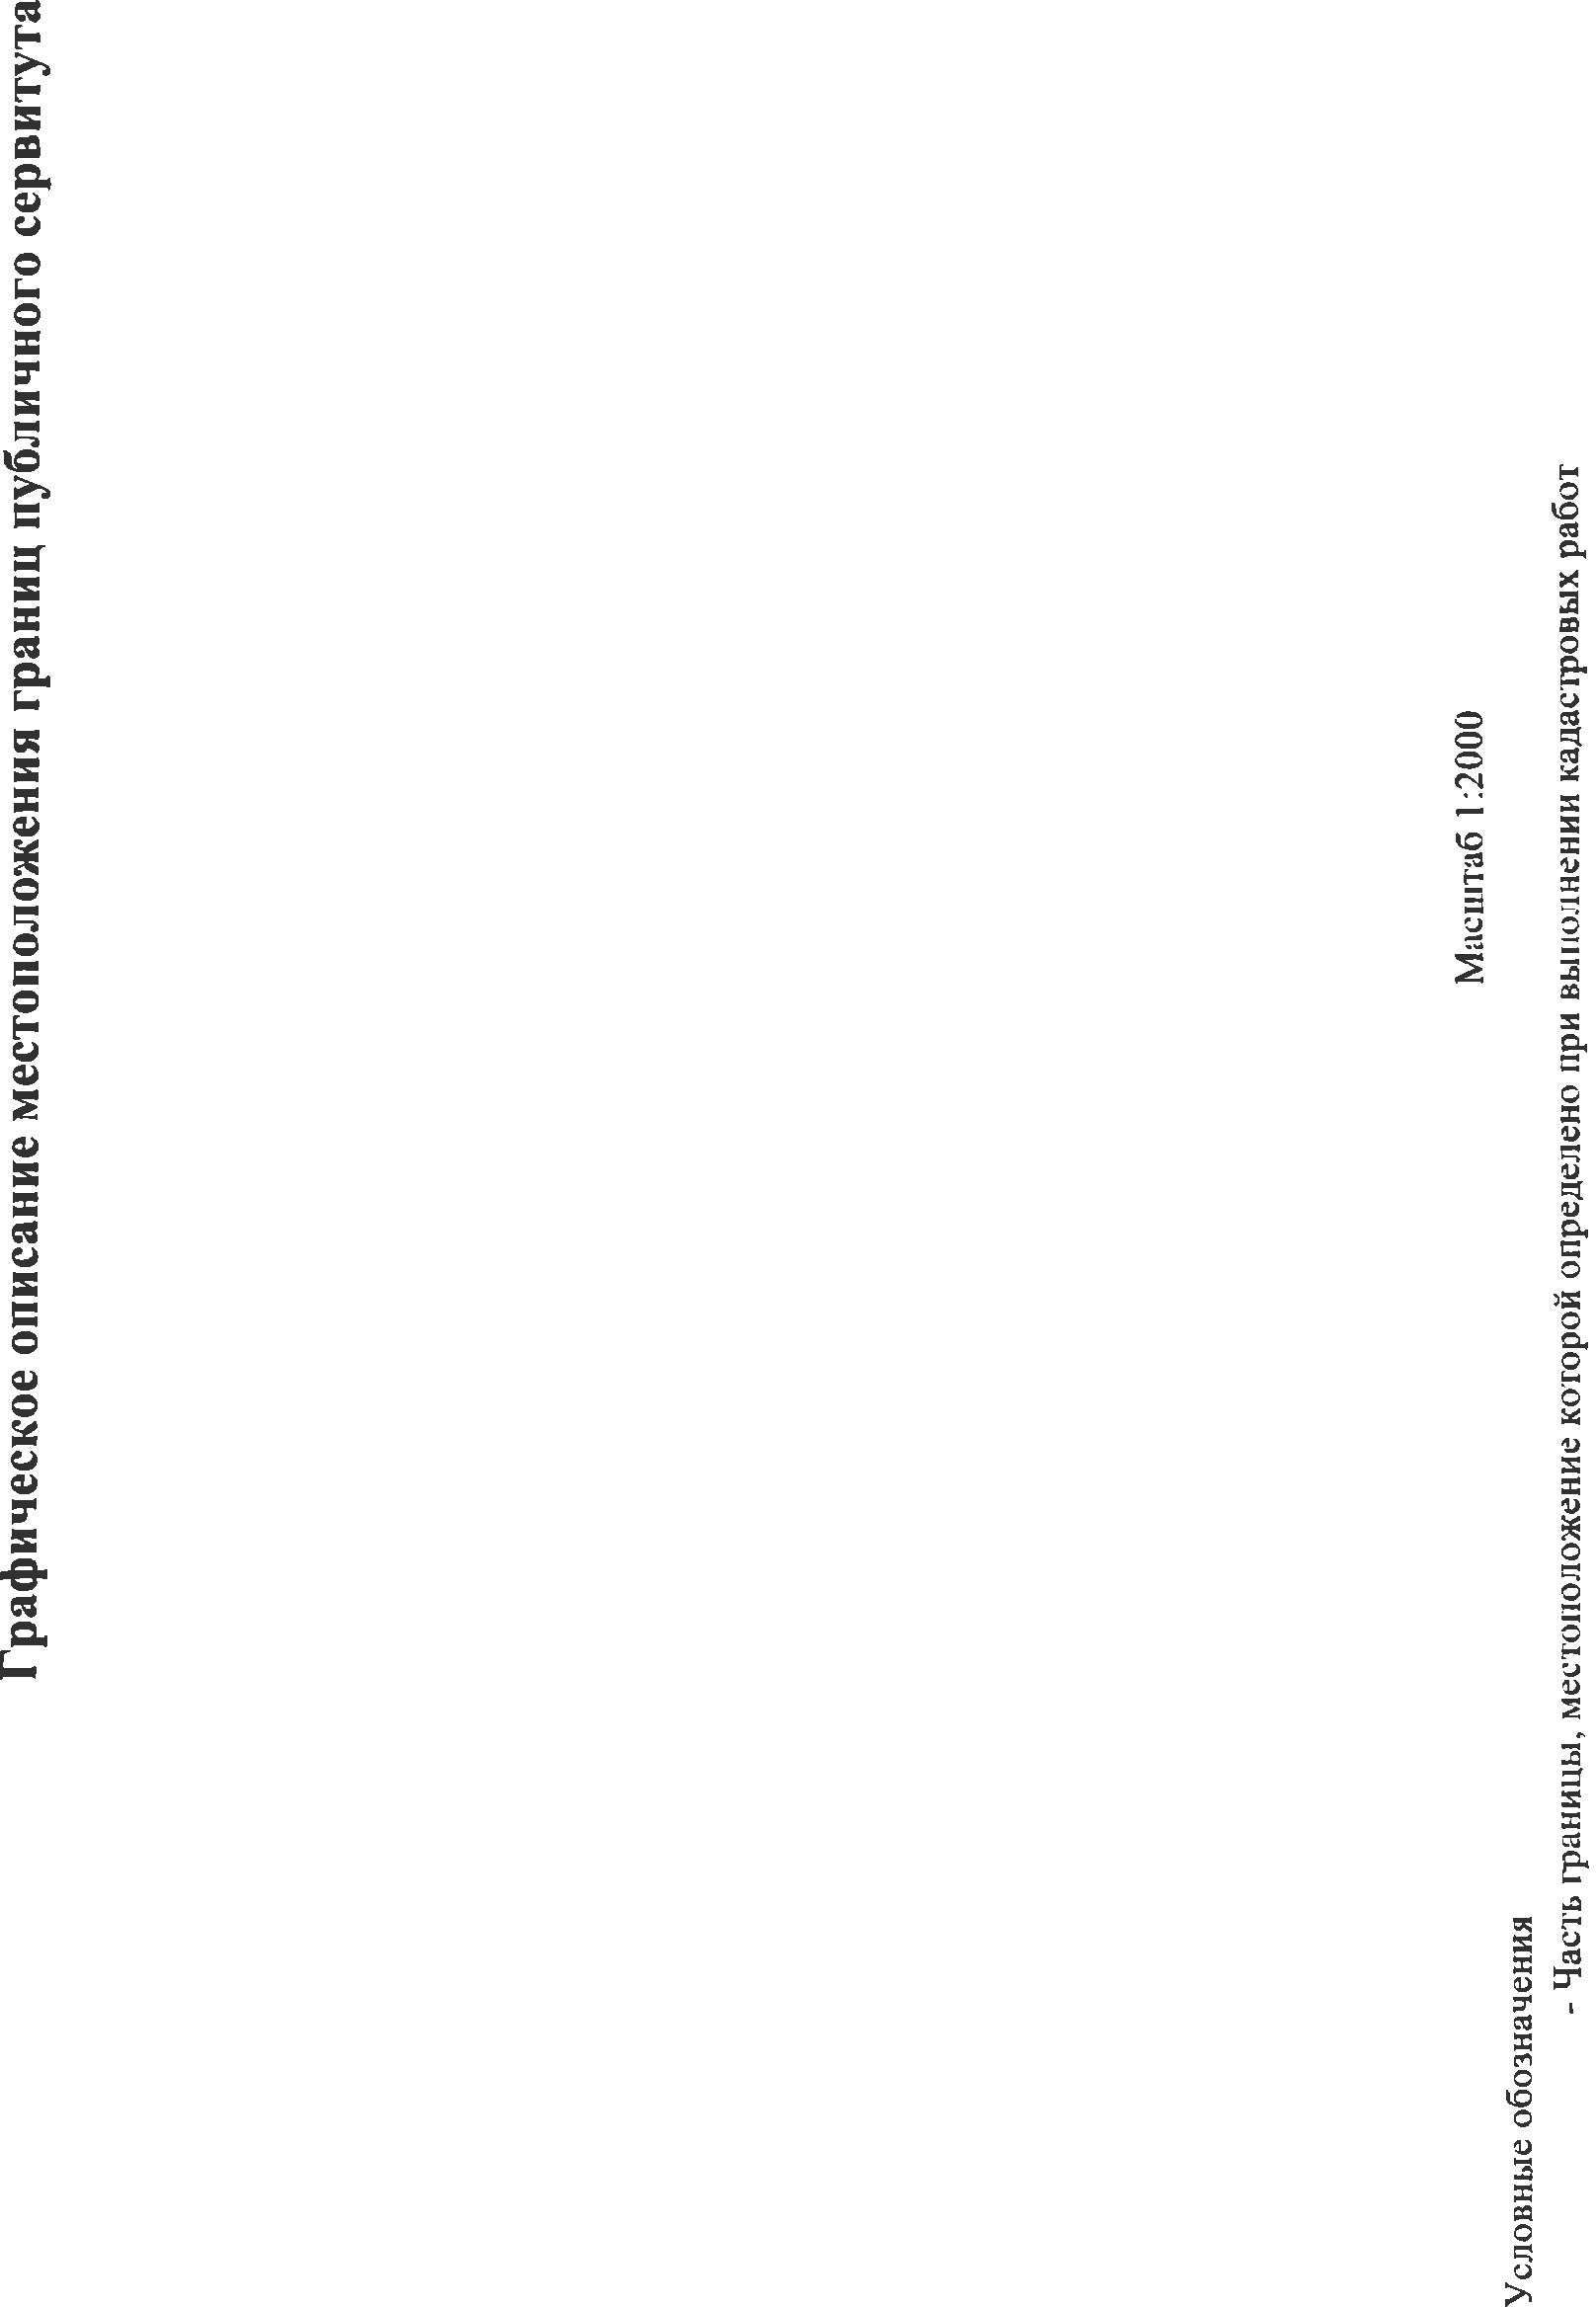 Графическое описание местоположения границ публичного сервитута
Масштаб 1:2000
Условные обозначения
- Часть границы, местоположение которой определено при выполнении кадастровых работ